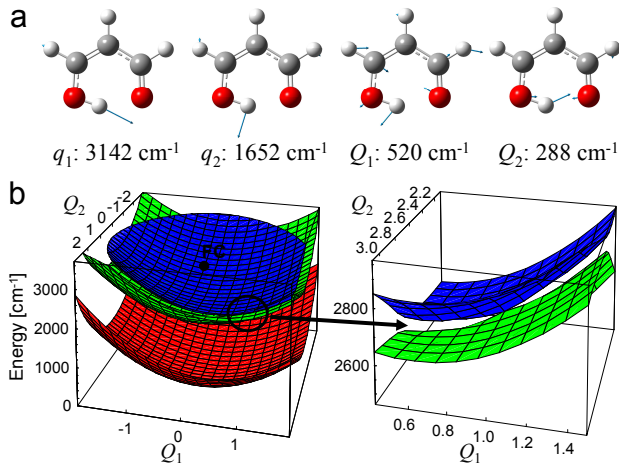 a
q1: 3142 cm-1 q2: 1652 cm-1 Q1: 520 cm-1 Q2: 288 cm-1
b
Q2
2 1 0 -1 -2
FC
Energy [cm-1]
3000
2000
1000
0
-1 0 1
Q1
Q2
3.0 2.8 2.6 2.4 2.2
2800
2600
0.6 0.8 1.0 1.2 1.4
Q1